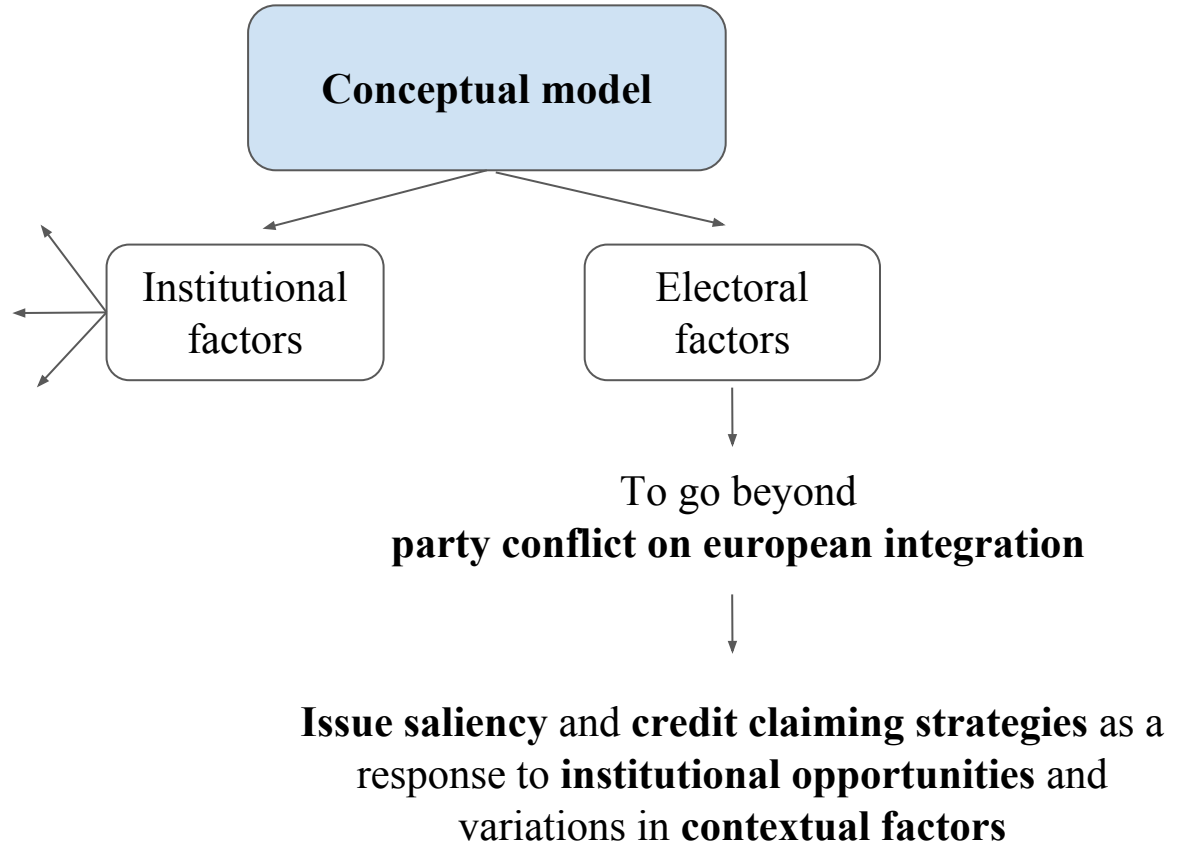 Conceptual model
Institutional
factors
Electoral
factors
To go beyond
party conflict on european integration
Issue saliency and credit claiming strategies as a
response to institutional opportunities and
variations in contextual factors